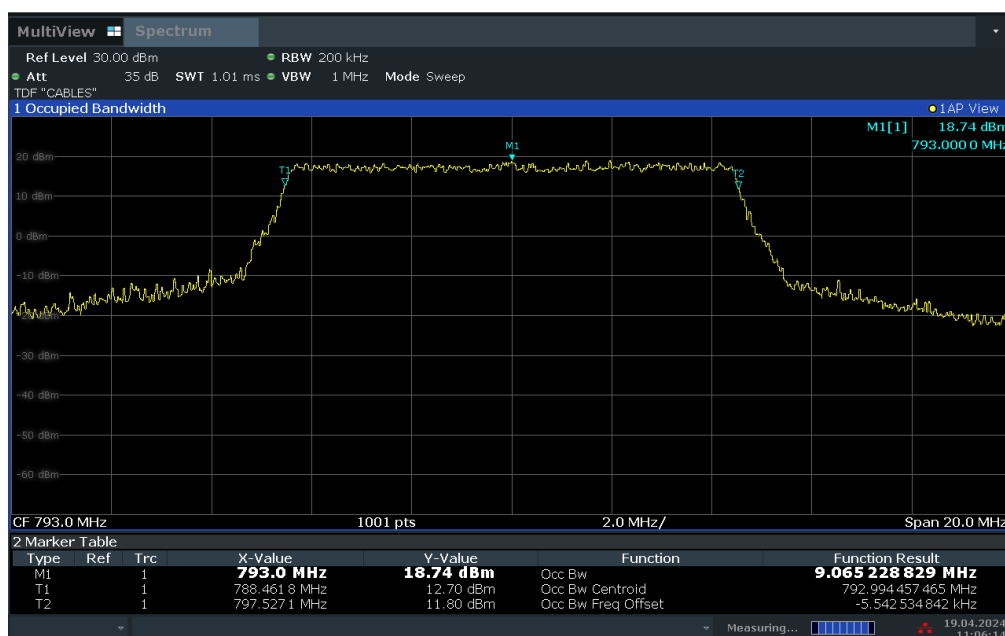 MultiView Spectrum
Ref Level 30.00 dBm RBW 200 kHz
Att 35 dB SWT 1.01 ms VBW 1 MHz Mode Sweep
TDF "CABLES"
1 Occupied Bandwidth 1AP View
M1[1] 18.74 dBm
793.0000 MHz
M1
20 dBm
T1 T2
10 dBm
0 dBm
-10 dBm
-20 dBm
-30 dBm
-40 dBm
-50 dBm
-60 dBm
CF 793.0 MHz 1001 pts 2.0 MHz/ Span 20.0 MHz
2 Marker Table
Type Ref Trc X-Value Y-Value Function Function Result
M1 1 793.0 MHz 18.74 dBm Occ Bw 9.065 228 829 MHz
T1 1 788.461 8 MHz 12.70 dBm Occ Bw Centroid 792.994 457 465 MHz
T2 1 797.527 1 MHz 11.80 dBm Occ Bw Freq Offset -5.542 534 842 kHz
Measuring... 19.04.2024